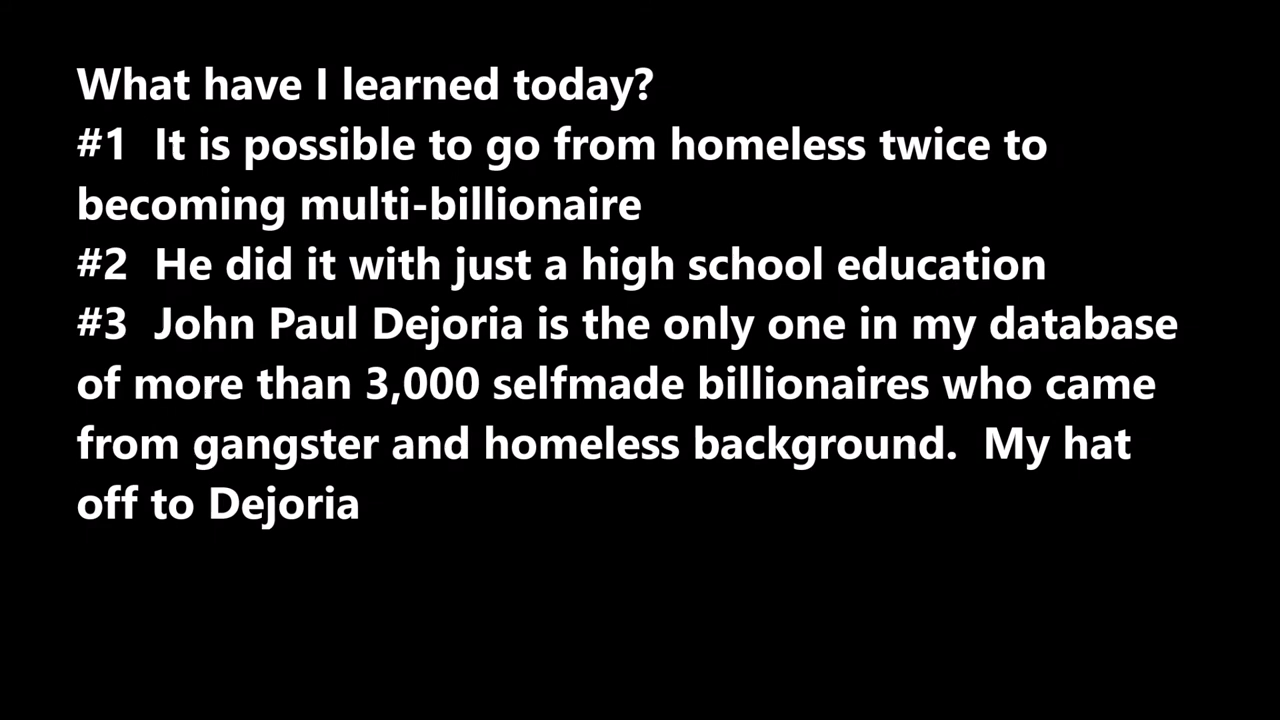 What have I learned today?
#1  It is possible to go from homeless twice to
becoming multi-billionaire
#2  He did it with just a high school education
#3  John Paul Dejoria is the only one in my database
of more than 3,000 selfmade billionaires who came
from gangster and homeless background.  My hat
off to Dejoria